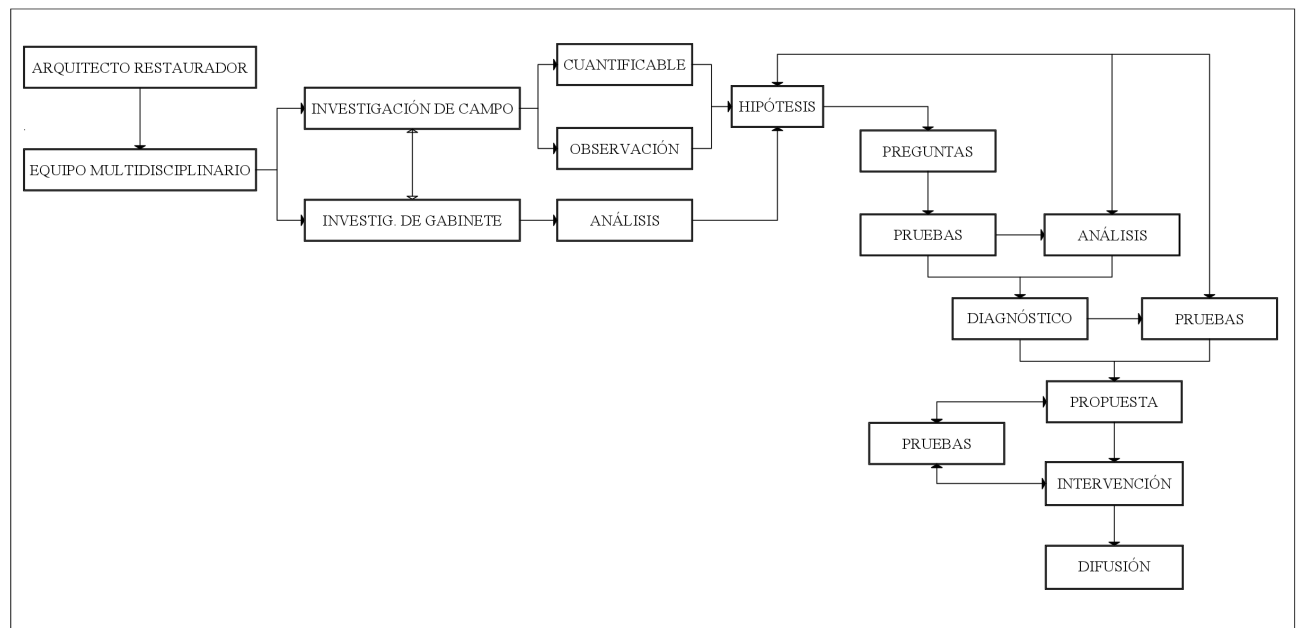 ARQUITECTO RESTAURADOR
EQUIPO MULTIDISCIPLINARIO
INVESTIGACIÓN DE CAMPO
INVESTIG. DE GABINETE
CUANTIFICABLE
OBSERVACIÓN
ANÁLISIS
HIPÓTESIS
PREGUNTAS
PRUEBAS
ANÁLISIS
DIAGNÓSTICO
PRUEBAS
PROPUESTA
PRUEBAS
INTERVENCIÓN
DIFUSIÓN